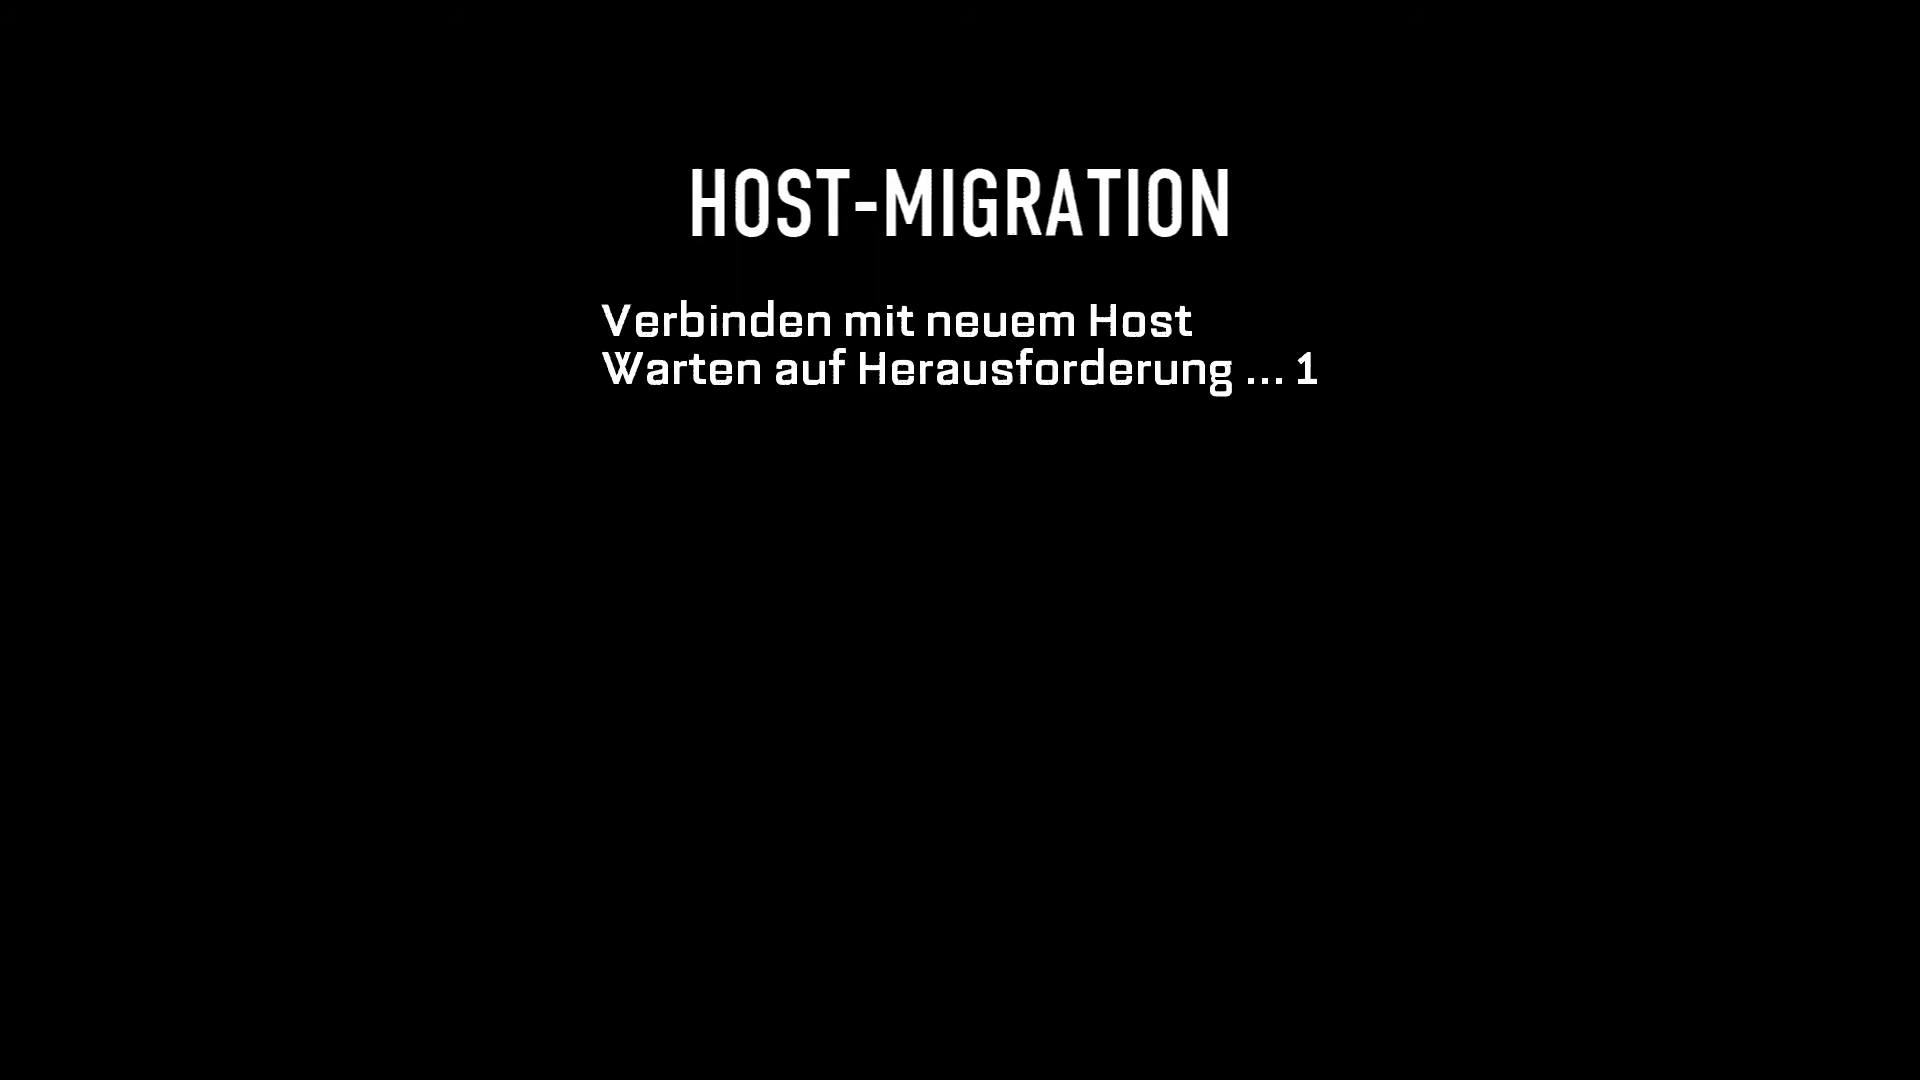 HOST-MIGRATION
Verbinden mit neuem Host
Warten auf Herausforderung ... 1